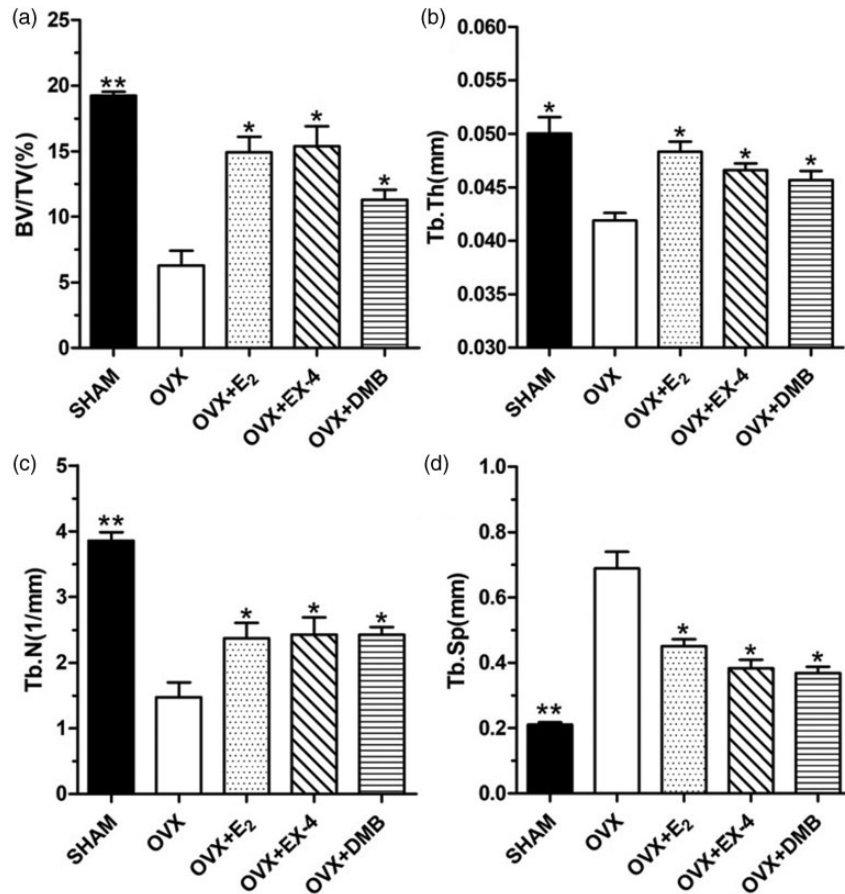 (a)
BV/TV(%)
25
20
15
10
5
0
**
*
*
*
SHAM
OVX
OVX+E₂
OVX+EX-4
OVX+DMB
(b)
Tb.Th(mm)
0.060
0.055
0.050
0.045
0.040
0.035
0.030
*
*
*
*
SHAM
OVX
OVX+E₂
OVX+EX-4
OVX+DMB
(c)
Tb.N(1/mm)
5
4
3
2
1
0
**
*
*
*
SHAM
OVX
OVX+E₂
OVX+EX-4
OVX+DMB
(d)
Tb.Sp(mm)
1.0
0.8
0.6
0.4
0.2
0.0
**
*
*
*
SHAM
OVX
OVX+E₂
OVX+EX-4
OVX+DMB